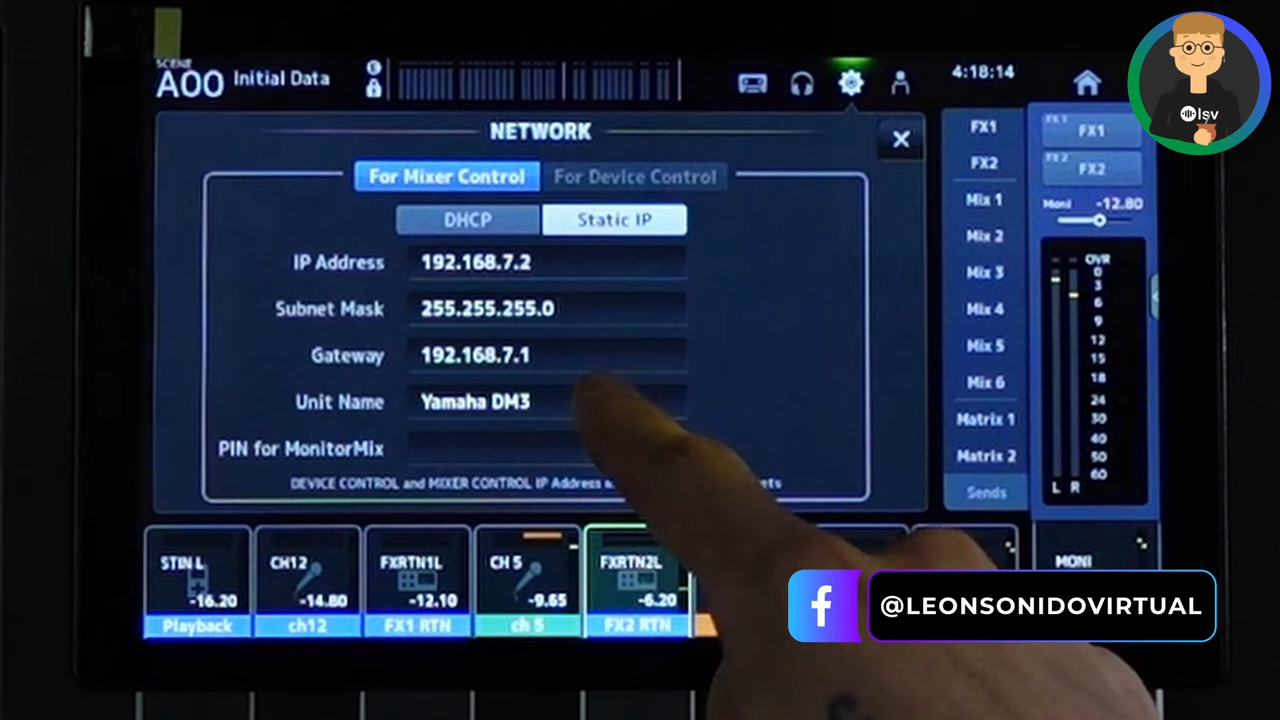 SCENE
A00 Initial Data
4:18:14
lsv
NETWORK
For Mixer Control
For Device Control
DHCP
Static IP
IP Address 192.168.7.2
Subnet Mask 255.255.255.0
Gateway 192.168.7.1
Unit Name Yamaha DM3
PIN for MonitorMix
DEVICE CONTROL and MIXER CONTROL IP Address
FX1
FX2
Mix 1
Mix 2
Mix 3
Mix 4
Mix 5
Mix 6
Matrix 1
Matrix 2
Sends
FX 1
FX1
FX 2
FX2
Moni -12.80
OVR
0
3
6
9
12
15
18
24
30
40
50
60
L R
STIN L
-16.20
Playback
CH12
-14.80
ch12
FXRTN1L
-12.10
FX1 RTN
CH 5
-9.65
ch 5
FXRTN2L
-6.20
FX2 RTN
MONI
@LEONSONIDOVIRTUAL